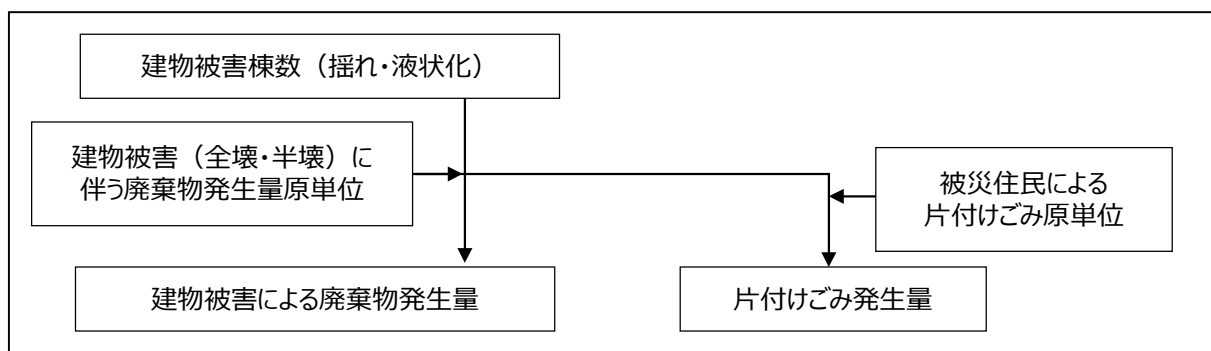 建物被害棟数（揺れ・液状化）
建物被害（全壊・半壊）に
伴う廃棄物発生量原単位
被災住民による
片付けごみ原単位
建物被害による廃棄物発生量
片付けごみ発生量